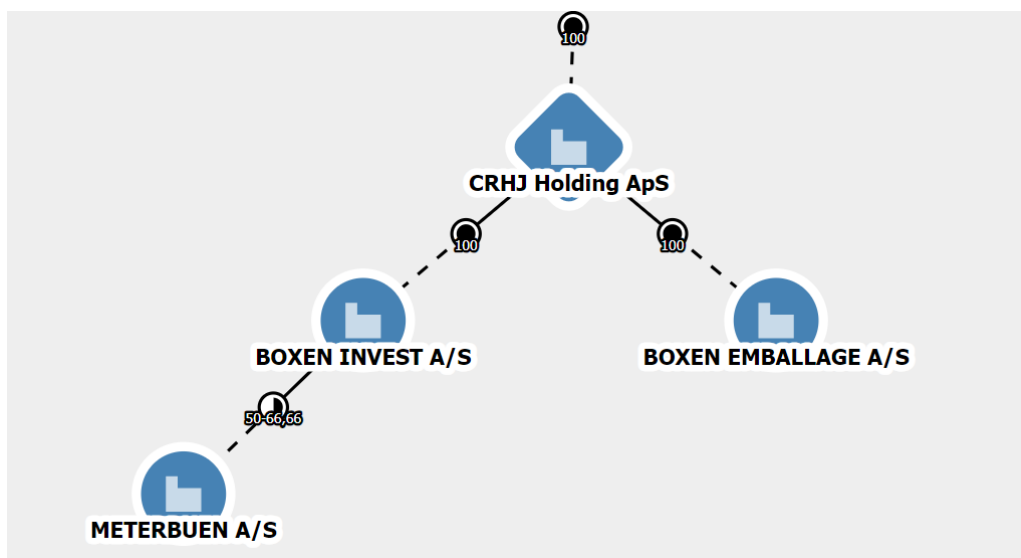 100
CRHJ Holding ApS
100
100
BOXEN INVEST A/S
BOXEN EMBALLAGE A/S
50-66,66
METERBUEN A/S